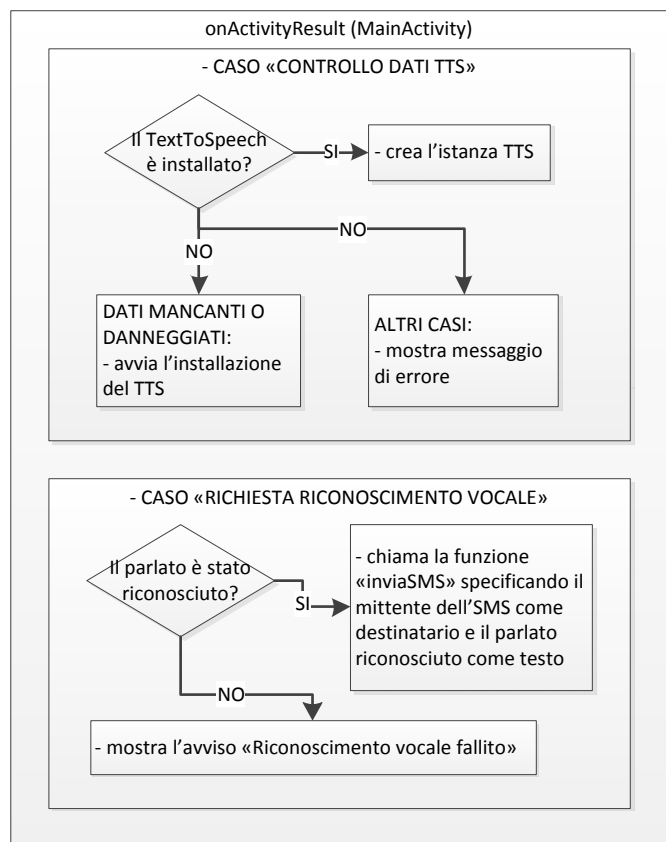 onActivityResult (MainActivity)
- CASO «CONTROLLO DATI TTS»
Il TextToSpeech
è installato?
SI
- crea l’istanza TTS
NO
NO
DATI MANCANTI O
DANNEGGIATI:
- avvia l’installazione
del TTS
ALTRI CASI:
- mostra messaggio
di errore
- CASO «RICHIESTA RICONOSCIMENTO VOCALE»
Il parlato è stato
riconosciuto?
SI
- chiama la funzione
«inviaSMS» specificando il
mittente dell’SMS come
destinatario e il parlato
riconosciuto come testo
NO
- mostra l’avviso «Riconoscimento vocale fallito»